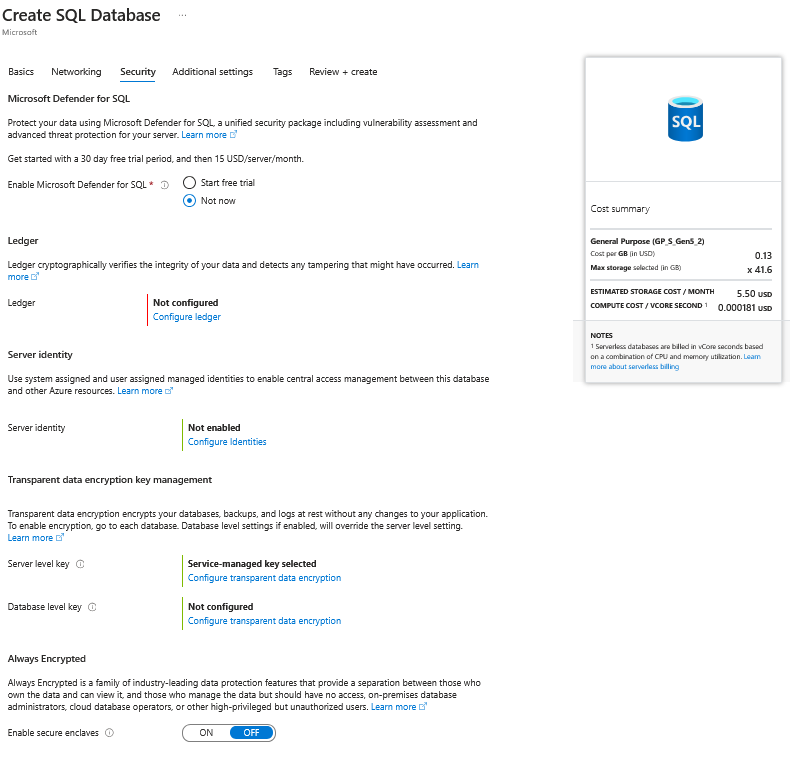 Create SQL Database ...
Microsoft
Basics Networking Security Additional settings Tags Review + create
Microsoft Defender for SQL
Protect your data using Microsoft Defender for SQL, a unified security package including vulnerability assessment and
advanced threat protection for your server. Learn more
Get started with a 30 day free trial period, and then 15 USD/server/month.
Enable Microsoft Defender for SQL *
Start free trial
Not now
Ledger
Ledger cryptographically verifies the integrity of your data and detects any tampering that might have occurred. Learn
more
Ledger
Not configured
Configure ledger
Server identity
Use system assigned and user assigned managed identities to enable central access management between this database
and other Azure resources. Learn more
Server identity
Not enabled
Configure Identities
Transparent data encryption key management
Transparent data encryption encrypts your databases, backups, and logs at rest without any changes to your application.
To enable encryption, go to each database. Database level settings if enabled, will override the server level setting.
Learn more
Server level key
Service-managed key selected
Configure transparent data encryption
Database level key
Not configured
Configure transparent data encryption
Always Encrypted
Always Encrypted is a family of industry-leading data protection features that provide a separation between those who
own the data and can view it, and those who manage the data but should have no access, on-premises database
administrators, cloud database operators, or other high-privileged but unauthorized users. Learn more
Enable secure enclaves
ON OFF
SQL
Cost summary
General Purpose (GP_S_Gen5_2)
Cost per GB (in USD) 0.13
Max storage selected (in GB) x 41.6
ESTIMATED STORAGE COST / MONTH 5.50 USD
COMPUTE COST / VCORE SECOND ¹ 0.000181 USD
NOTES
¹ Serverless databases are billed in vCore seconds based
on a combination of CPU and memory utilization. Learn
more about serverless billing